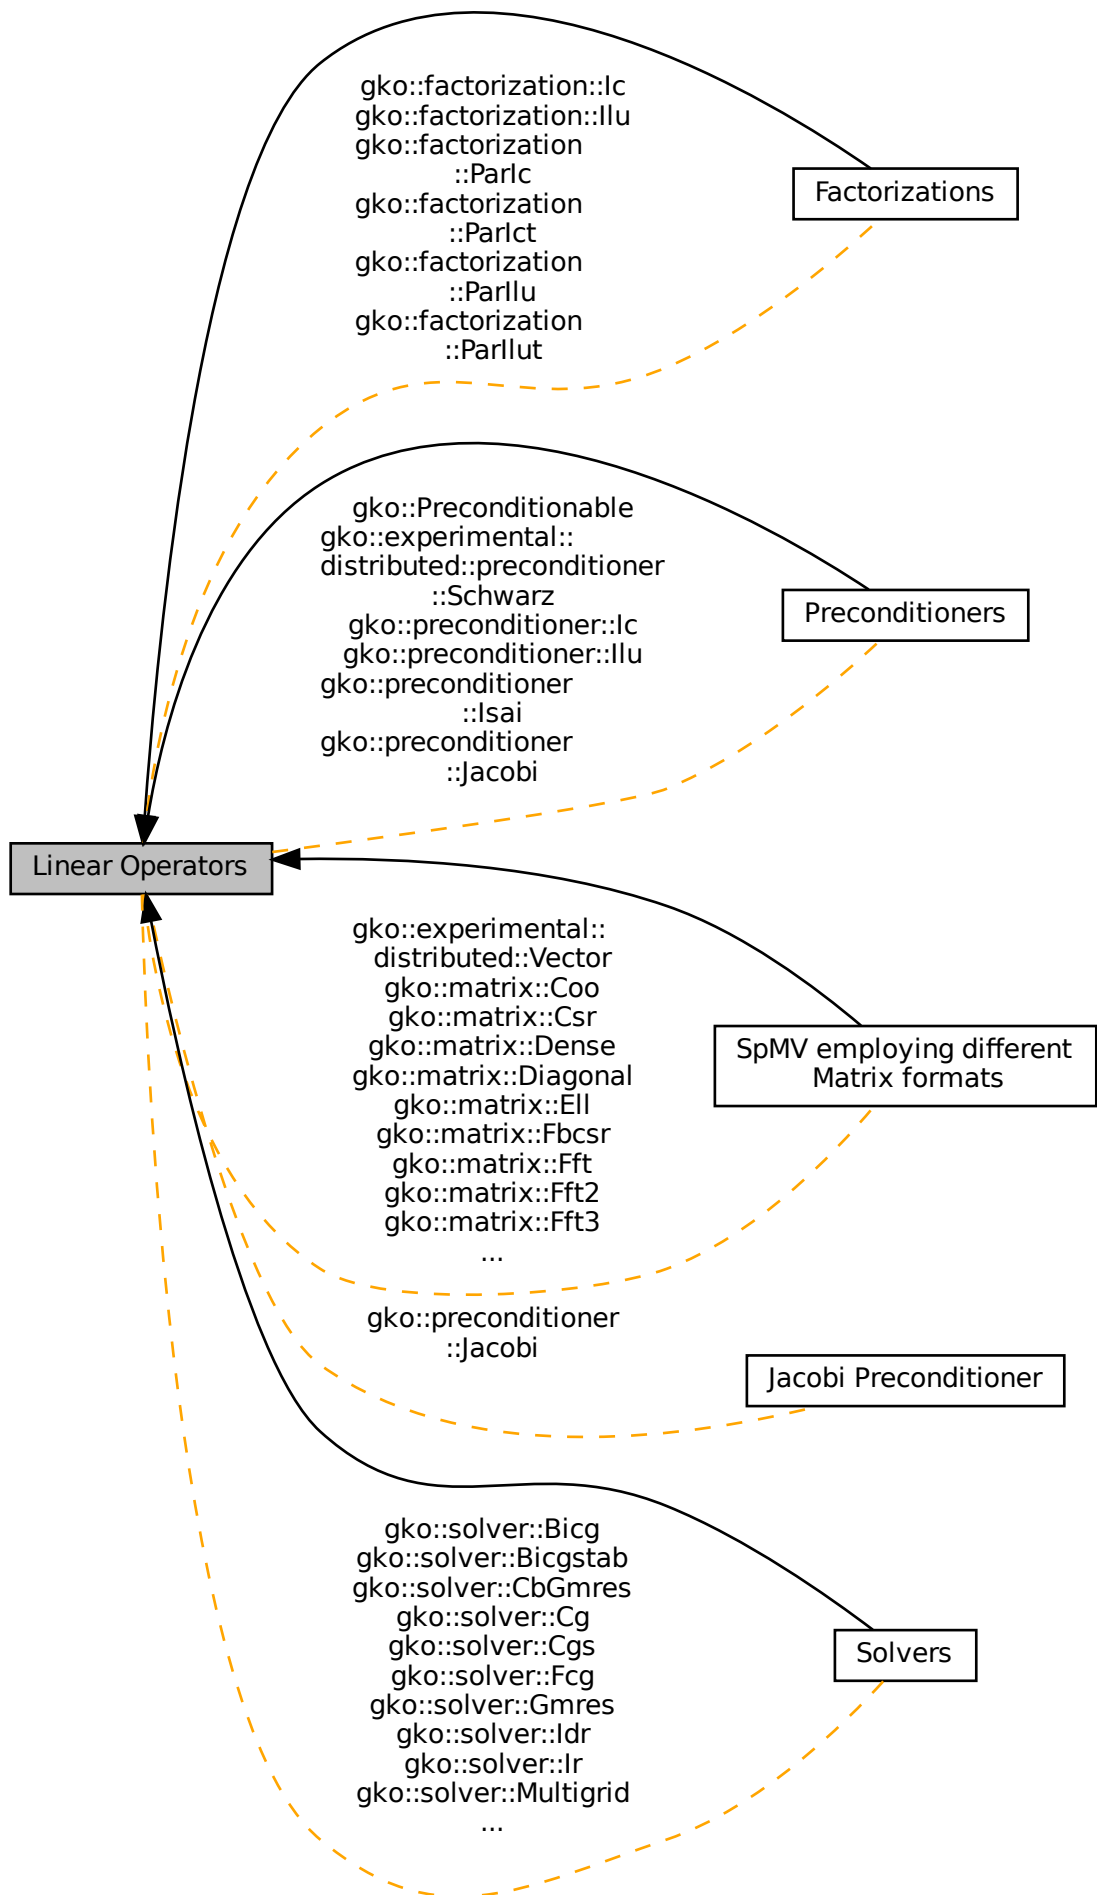 gko::factorization::Ic
gko::factorization::Ilu
gko::factorization
::ParIc
gko::factorization
::ParIct
gko::factorization
::ParIlu
gko::factorization
::ParIlut
Factorizations
gko::Preconditionable
gko::experimental::
distributed::preconditioner
::Schwarz
gko::preconditioner::Ic
gko::preconditioner::Ilu
gko::preconditioner
::Isai
gko::preconditioner
::Jacobi
Preconditioners
Linear Operators
gko::experimental::
distributed::Vector
gko::matrix::Coo
gko::matrix::Csr
gko::matrix::Dense
gko::matrix::Diagonal
gko::matrix::Ell
gko::matrix::Fbcsr
gko::matrix::Fft
gko::matrix::Fft2
gko::matrix::Fft3
...
SpMV employing different
Matrix formats
gko::preconditioner
::Jacobi
Jacobi Preconditioner
gko::solver::Bicg
gko::solver::Bicgstab
gko::solver::CbGmres
gko::solver::Cg
gko::solver::Cgs
gko::solver::Fcg
gko::solver::Gmres
gko::solver::Idr
gko::solver::Ir
gko::solver::Multigrid
...
Solvers